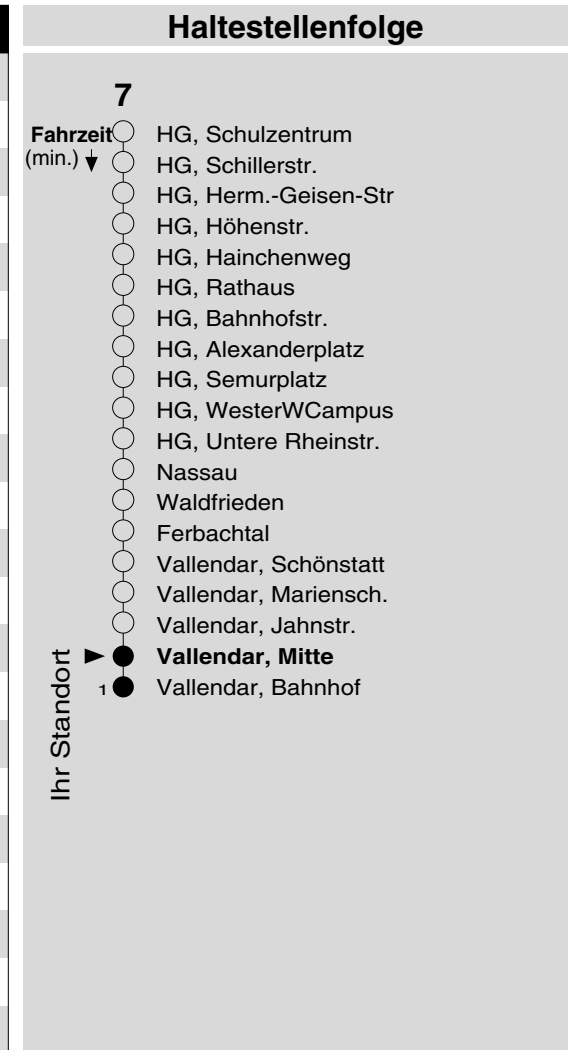 Haltestellenfolge
7
Fahrzeit
(min.)
HG, Schulzentrum
HG, Schillerstr.
HG, Herm.-Geisen-Str
HG, Höhenstr.
HG, Hainchenweg
HG, Rathaus
HG, Bahnhofstr.
HG, Alexanderplatz
HG, Semurplatz
HG, WesterWCampus
HG, Untere Rheinstr.
Nassau
Waldfrieden
Ferbachtal
Vallendar, Schönstatt
Vallendar, Mariensch.
Vallendar, Jahnstr.
Vallendar, Mitte
1 Vallendar, Bahnhof
Ihr Standort